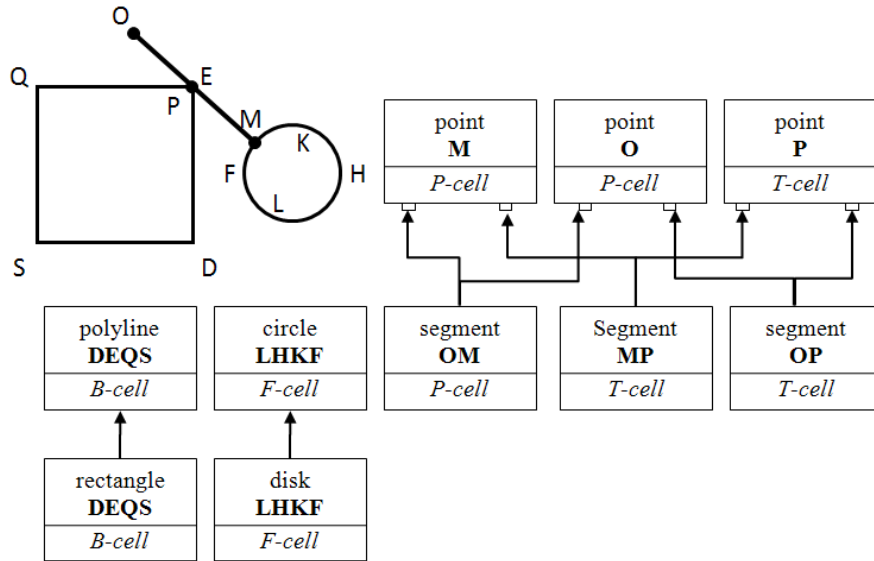 O
Q
E
P
M
K
F
H
L
S
D
point
M
P-cell
point
O
P-cell
point
P
T-cell
polyline
DEQS
B-cell
circle
LHKF
F-cell
segment
OM
P-cell
Segment
MP
T-cell
segment
OP
T-cell
rectangle
DEQS
B-cell
disk
LHKF
F-cell